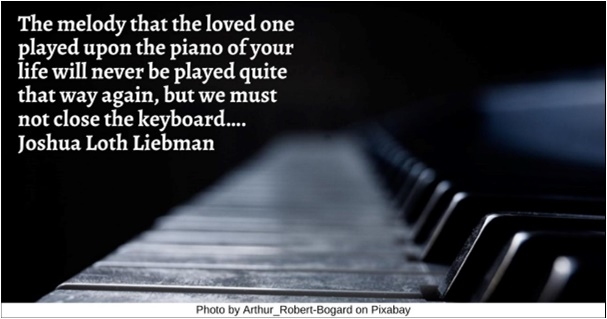 The melody that the loved one
played upon the piano of your
life will never be played quite
that way again, but we must
not close the keyboard….
Joshua Loth Liebman
Photo by Arthur_Robert-Bogard on Pixabay